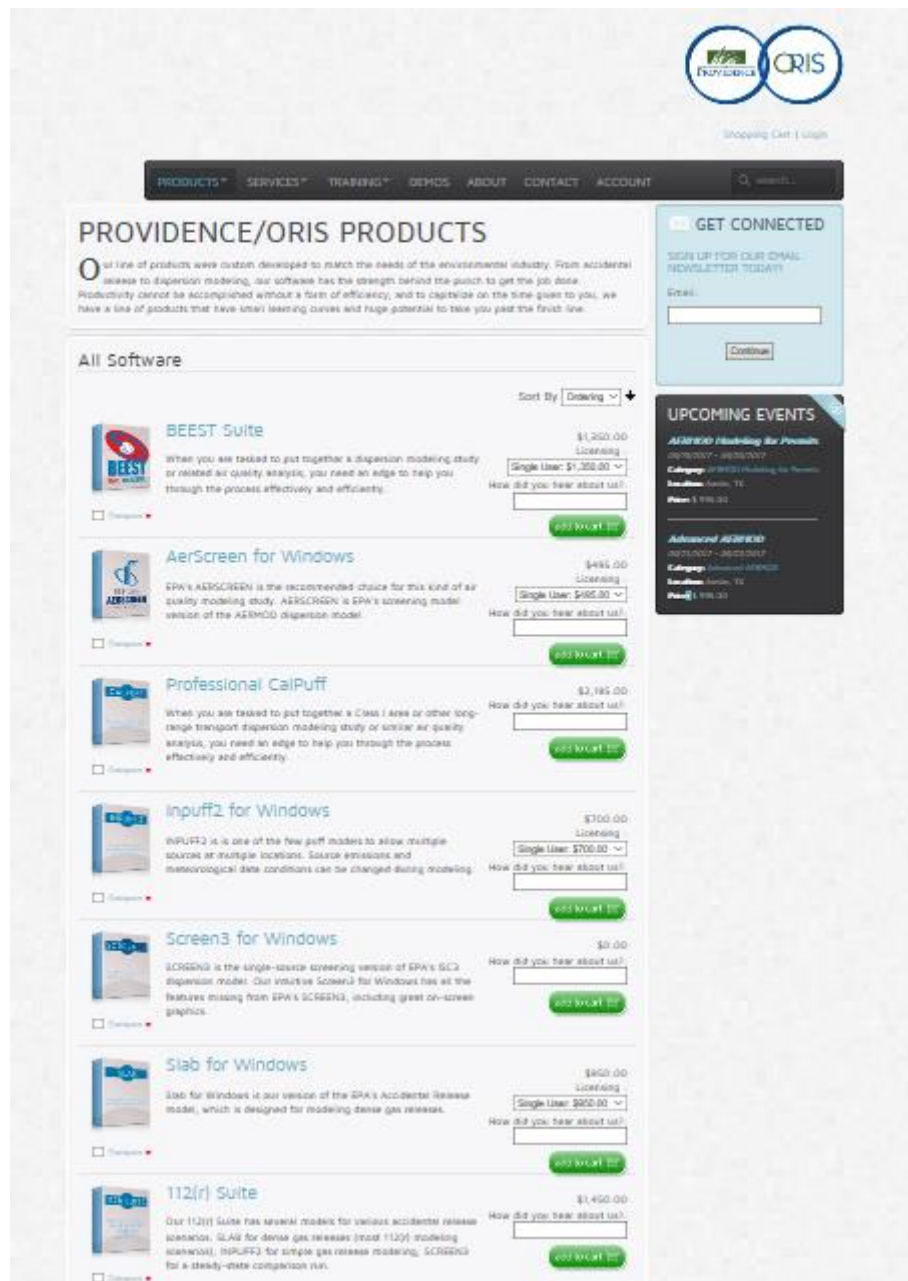 PROVIDENCE
ORIS
Shopping Cart | Login
PRODUCTS SERVICES TRAINING DEMOS ABOUT CONTACT ACCOUNT
search...
PROVIDENCE/ORIS PRODUCTS
Our line of products were custom developed to match the needs of the environmental industry. From accidental
release to dispersion modeling, our software has the strength behind the punch to get the job done.
Productivity cannot be accomplished without a form of efficiency, and to capitalize on the time given to you, we
have a line of products that have small learning curves and huge potential to take you past the finish line.
GET CONNECTED
SIGN UP FOR OUR EMAIL
NEWSLETTER TODAY!
Email:
Continue
All Software
Sort By Ordering
BEEST Suite
When you are tasked to put together a dispersion modeling study
or related air quality analysis, you need an edge to help you
through the process effectively and efficiently.
BEEST
Compare
$1,350.00
Licensing
Single User: $1,350.00
How did you hear about us?:
add to cart
AerScreen for Windows
EPA's AERSCREEN is the recommended choice for this kind of air
quality modeling study. AERSCREEN is EPA's screening model
version of the AERMOD dispersion model.
AERSCREEN
Compare
$495.00
Licensing
Single User: $495.00
How did you hear about us?:
add to cart
Professional CalPuff
When you are tasked to put together a Class I area or other long-
range transport dispersion modeling study or similar air quality
analysis, you need an edge to help you through the process
effectively and efficiently.
Compare
$2,195.00
How did you hear about us?:
add to cart
Inpuff2 for Windows
INPUFF2 is is one of the few puff models to allow multiple
sources at multiple locations. Source emissions and
meteorological data conditions can be changed during modeling.
Compare
$700.00
Licensing
Single User: $700.00
How did you hear about us?:
add to cart
Screen3 for Windows
SCREEN3 is the single-source screening version of EPA's ISC3
dispersion model. Our intuitive Screen3 for Windows has all the
features missing from EPA's SCREEN3, including great on-screen
graphics.
Compare
$0.00
How did you hear about us?:
add to cart
Slab for Windows
Slab for Windows is our version of the EPA's Accidental Release
model, which is designed for modeling dense gas releases.
Compare
$950.00
Licensing
Single User: $950.00
How did you hear about us?:
add to cart
112(r) Suite
Our 112(r) Suite has several models for various accidental release
scenarios. SLAB for dense gas releases (most 112(r) modeling
scenarios), INPUFF2 for simple gas release modeling, SCREEN3
for a steady-state comparison run.
Compare
$1,450.00
How did you hear about us?:
add to cart
UPCOMING EVENTS
AERMOD Modeling for Permits
Category: AERMOD Modeling for Permits
Location: Austin, TX
Price: $ 995.00
Advanced AERMOD
Category: Advanced AERMOD
Location: Austin, TX
Price: $ 995.00